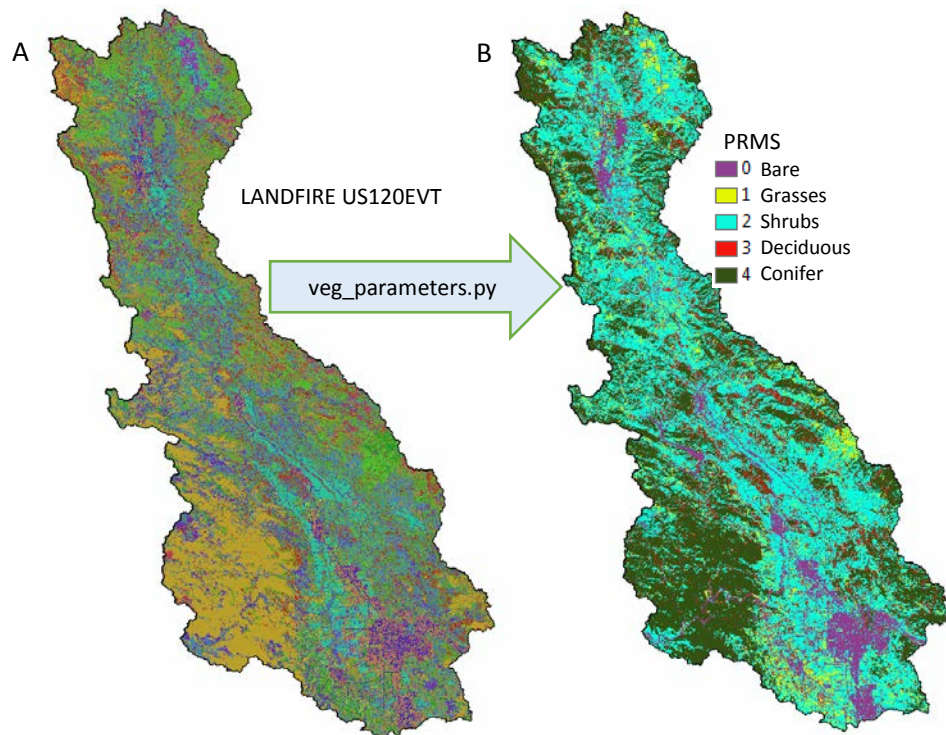 A
B
LANDFIRE US120EVT
veg_parameters.py
PRMS
0 Bare
1 Grasses
2 Shrubs
3 Deciduous
4 Conifer